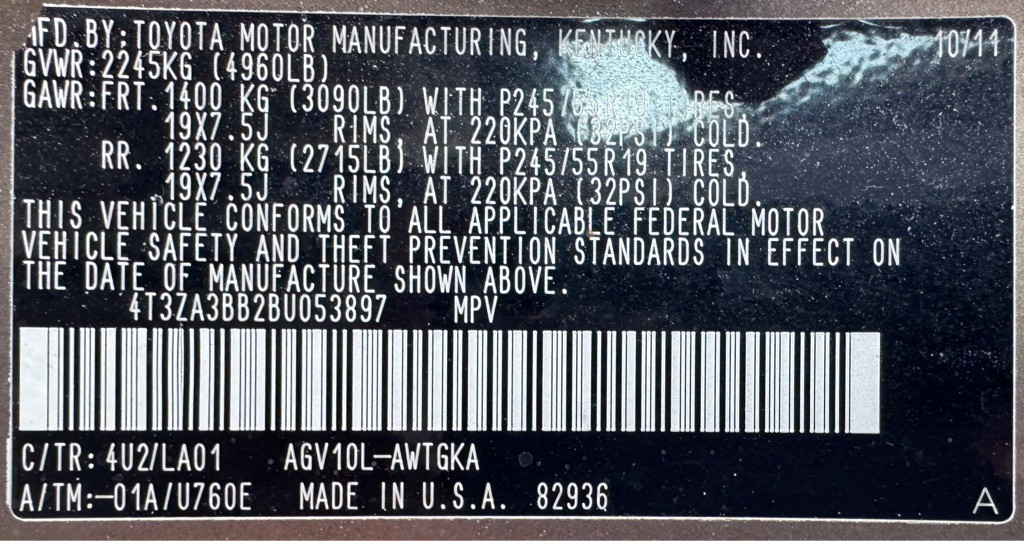 MFD.BY:TOYOTA MOTOR MANUFACTURING, KENTUCKY, INC. 10/11
GVWR:2245KG (4960LB)
GAWR:FRT.1400 KG (3090LB) WITH P245/55R19 TIRES,
19X7.5J RIMS, AT 220KPA (32PSI) COLD.
RR. 1230 KG (2715LB) WITH P245/55R19 TIRES,
19X7.5J RIMS, AT 220KPA (32PSI) COLD.
THIS VEHICLE CONFORMS TO ALL APPLICABLE FEDERAL MOTOR
VEHICLE SAFETY AND THEFT PREVENTION STANDARDS IN EFFECT ON
THE DATE OF MANUFACTURE SHOWN ABOVE.
4T3ZA3BB2BU053897 MPV
C/TR:4U2/LA01 AGV10L-AWTGKA
A/TM:-01A/U760E MADE IN U.S.A. 82936
A